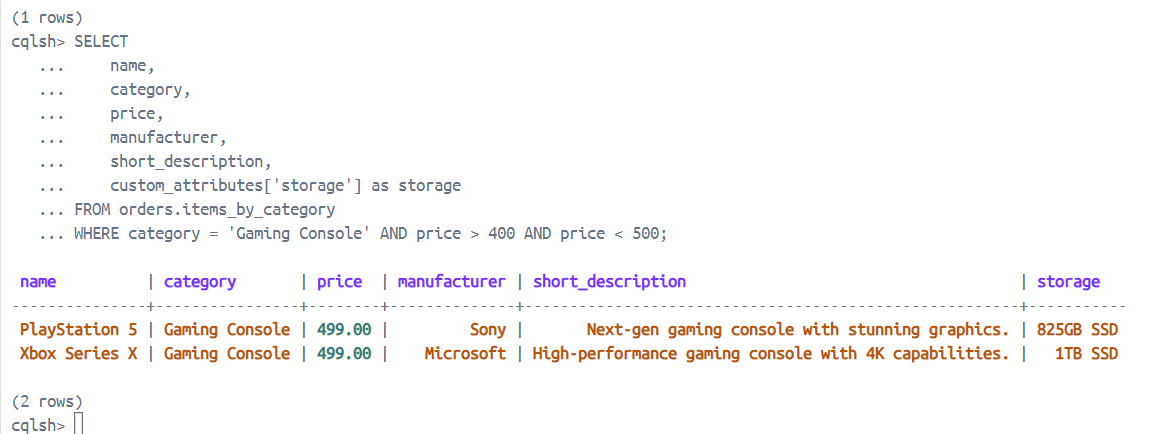 (1 rows)
cqlsh> SELECT
   ...     name,
   ...     category,
   ...     price,
   ...     manufacturer,
   ...     short_description,
   ...     custom_attributes['storage'] as storage
   ... FROM orders.items_by_category
   ... WHERE category = 'Gaming Console' AND price > 400 AND price < 500;

 name          | category       | price  | manufacturer | short_description                                    | storage
---------------+----------------+--------+--------------+------------------------------------------------------+-----------
 PlayStation 5 | Gaming Console | 499.00 |         Sony |      Next-gen gaming console with stunning graphics. | 825GB SSD
 Xbox Series X | Gaming Console | 499.00 |    Microsoft | High-performance gaming console with 4K capabilities. |   1TB SSD

(2 rows)
cqlsh>